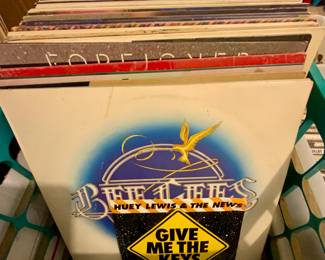 FOREIGNER
BEE GEES
HUEY LEWIS & THE NEWS
GIVE
ME THE
KEYS